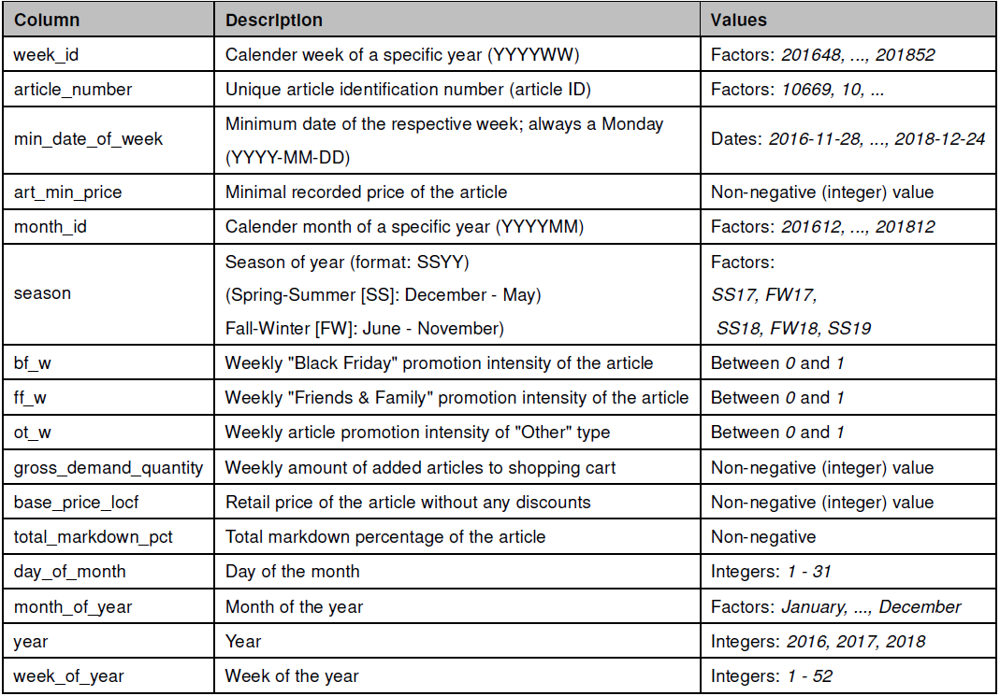 Column Description Values
week_id Calender week of a specific year (YYYYWW) Factors: 201648, ..., 201852
article_number Unique article identification number (article ID) Factors: 10669, 10, ...
min_date_of_week Minimum date of the respective week; always a Monday
(YYYY-MM-DD) Dates: 2016-11-28, ..., 2018-12-24
art_min_price Minimal recorded price of the article Non-negative (integer) value
month_id Calender month of a specific year (YYYYMM) Factors: 201612, ..., 201812
season Season of year (format: SSYY)
(Spring-Summer [SS]: December - May)
Fall-Winter [FW]: June - November) Factors:
SS17, FW17,
SS18, FW18, SS19
bf_w Weekly "Black Friday" promotion intensity of the article Between 0 and 1
ff_w Weekly "Friends & Family" promotion intensity of the article Between 0 and 1
ot_w Weekly article promotion intensity of "Other" type Between 0 and 1
gross_demand_quantity Weekly amount of added articles to shopping cart Non-negative (integer) value
base_price_locf Retail price of the article without any discounts Non-negative (integer) value
total_markdown_pct Total markdown percentage of the article Non-negative
day_of_month Day of the month Integers: 1 - 31
month_of_year Month of the year Factors: January, ..., December
year Year Integers: 2016, 2017, 2018
week_of_year Week of the year Integers: 1 - 52